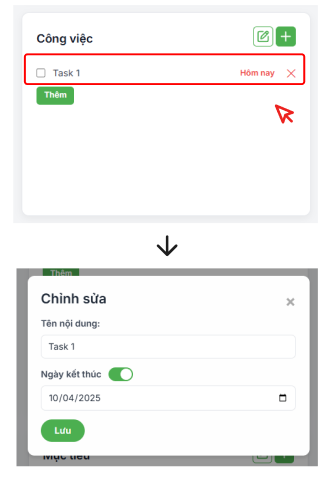 Công việc
Task 1 Hôm nay
Thêm
Thêm
Chỉnh sửa
Tên nội dung:
Task 1
Ngày kết thúc
10/04/2025
Lưu
Mục tiêu